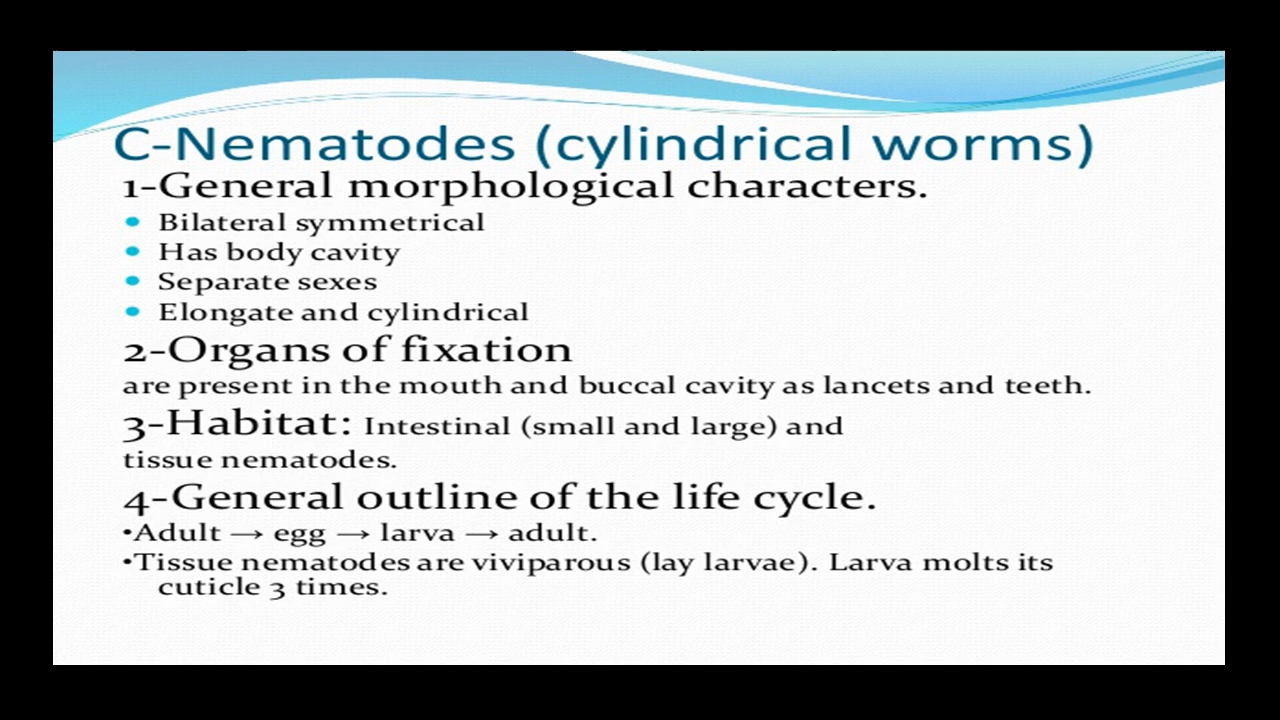 C-Nematodes (cylindrical worms)
1-General morphological characters.
• Bilateral symmetrical
• Has body cavity
• Separate sexes
• Elongate and cylindrical
2-Organs of fixation
are present in the mouth and buccal cavity as lancets and teeth.
3-Habitat: Intestinal (small and large) and
tissue nematodes.
4-General outline of the life cycle.
•Adult → egg → larva → adult.
•Tissue nematodes are viviparous (lay larvae). Larva molts its
cuticle 3 times.